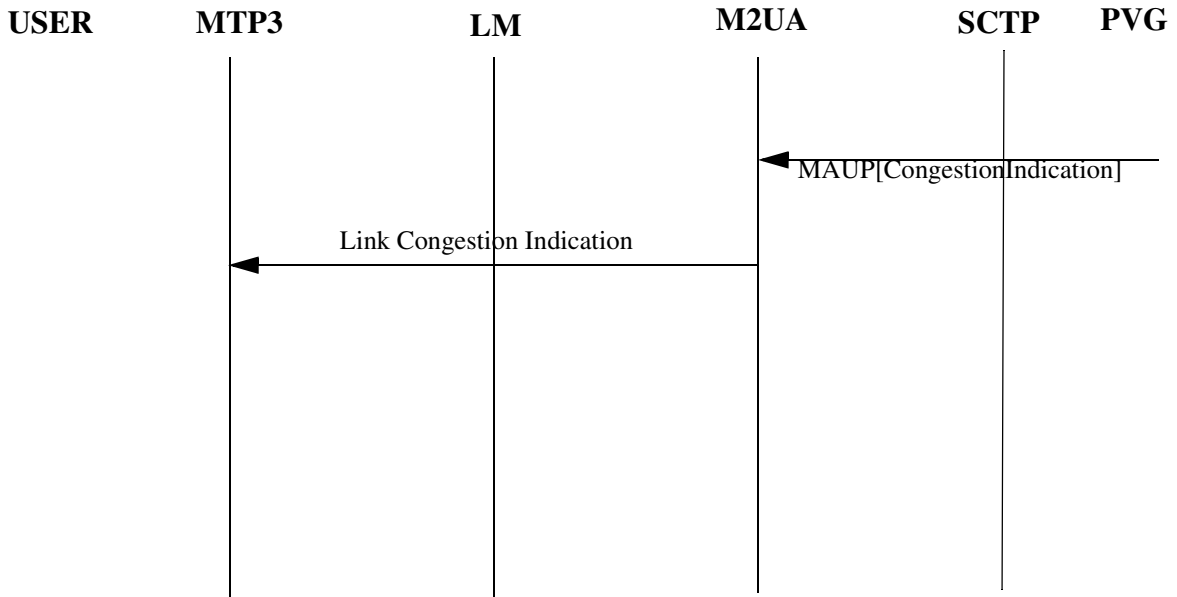 USER MTP3 LM M2UA SCTP PVG
MAUP[CongestionIndication]
Link Congestion Indication